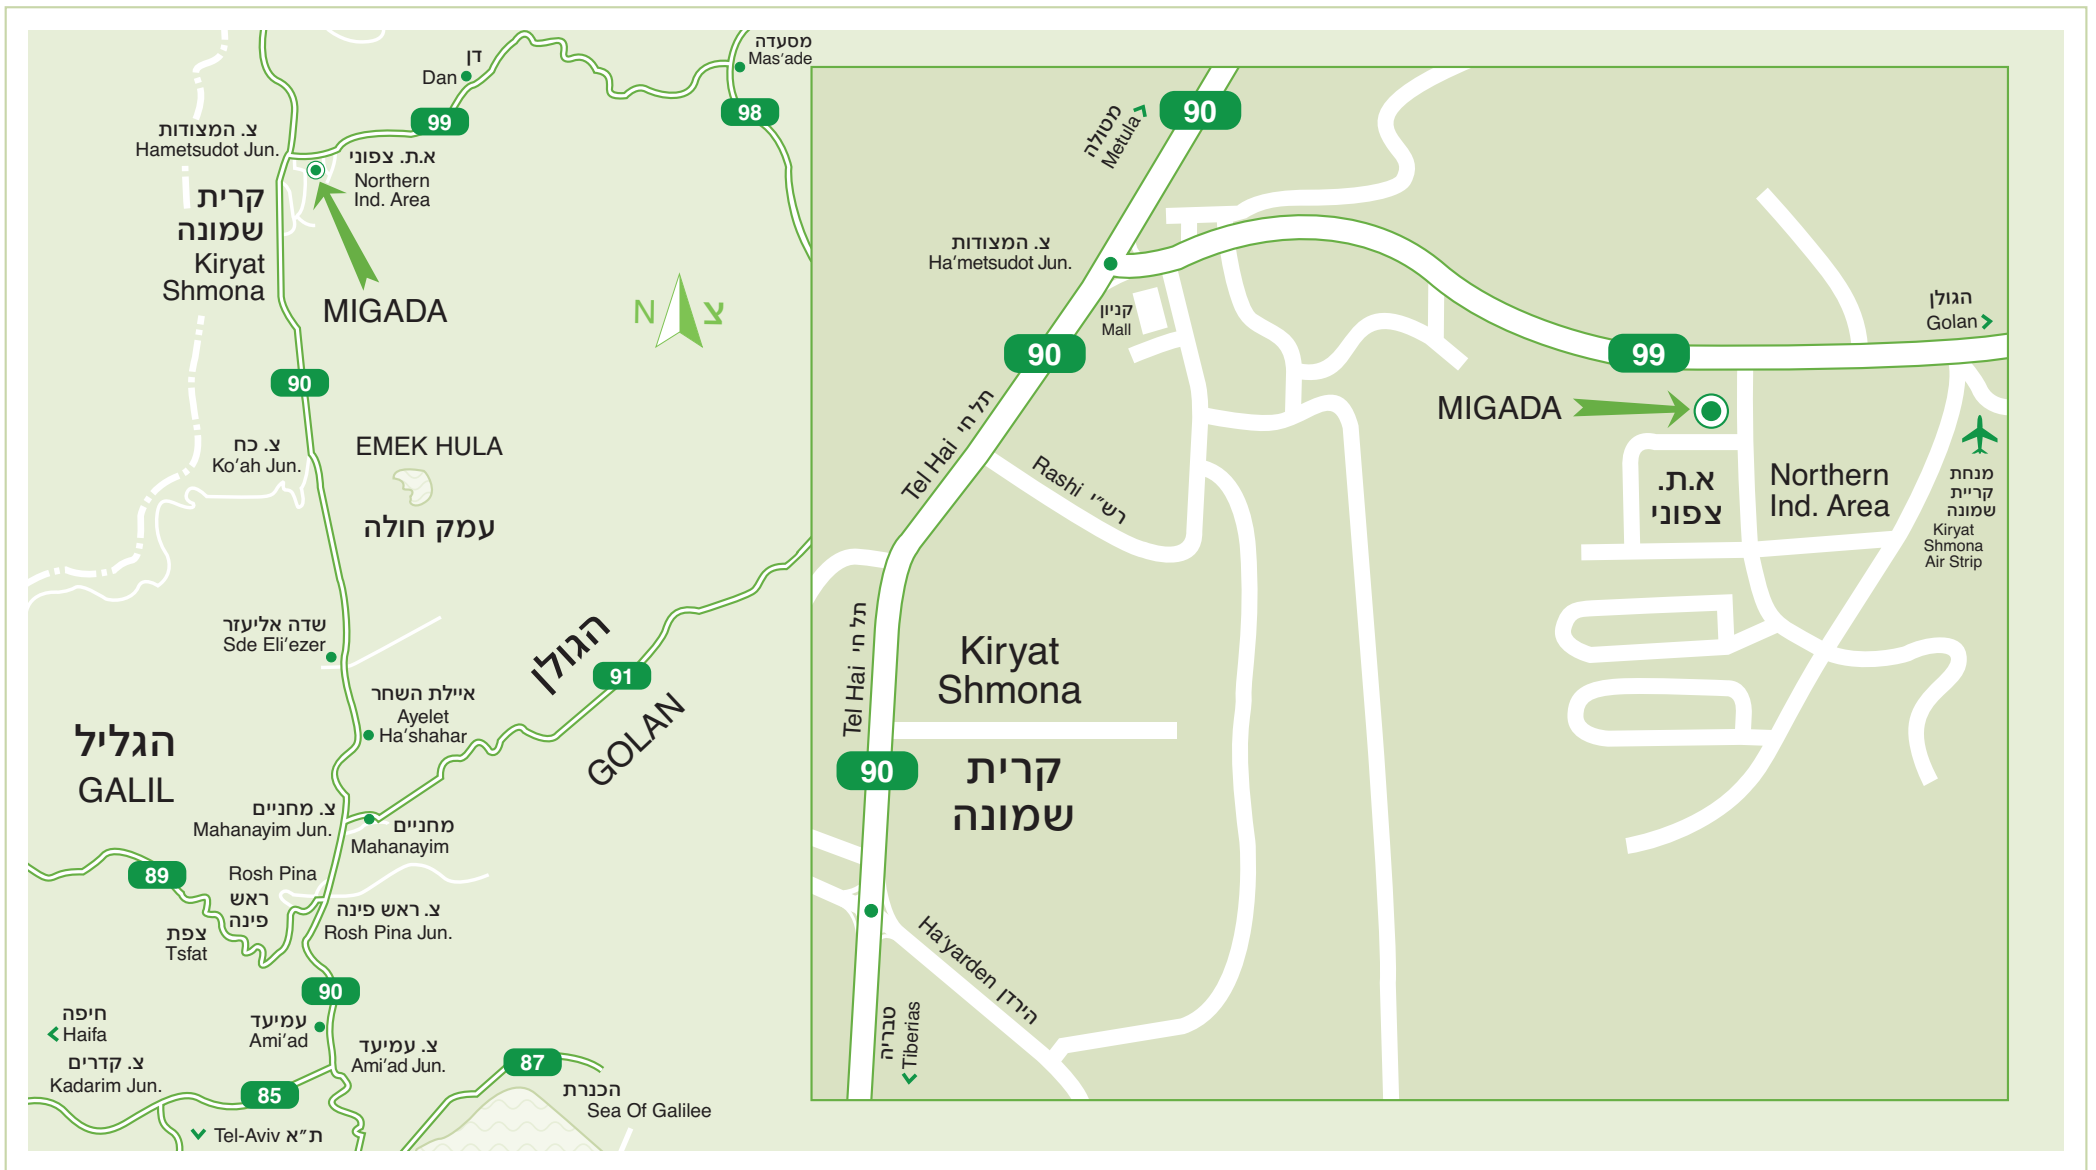 מסעדה
Mas'ade
דן
Dan
99
98
צ. המצודות
Hametsudot Jun.
א.ת. צפוני
Northern
Ind. Area
קרית
שמונה
Kiryat
Shmona
MIGADA
N
צ
90
צ. כח
Ko'ah Jun.
EMEK HULA
עמק חולה
שדה אליעזר
Sde Eli'ezer
הגולן
91
GOLAN
איילת השחר
Ayelet
Ha'shahar
הגליל
GALIL
צ. מחניים
Mahanayim Jun.
מחניים
Mahanayim
89
Rosh Pina
ראש
פינה
צ. ראש פינה
Rosh Pina Jun.
צפת
Tsfat
90
חיפה
Haifa
עמיעד
Ami'ad
צ. עמיעד
Ami'ad Jun.
צ. קדרים
Kadarim Jun.
85
87
הכנרת
Sea Of Galilee
Tel-Aviv ת״א
מטולה
Metula
90
צ. המצודות
Ha'metsudot Jun.
קניון
Mall
90
הגולן
Golan
99
MIGADA
Tel Hai תל חי
Rashi רש״י
א.ת.
צפוני
Northern
Ind. Area
מנחת
קריית
שמונה
Kiryat
Shmona
Air Strip
Tel Hai תל חי
Kiryat
Shmona
90
קרית
שמונה
Ha'yarden הירדן
טבריה
Tiberias